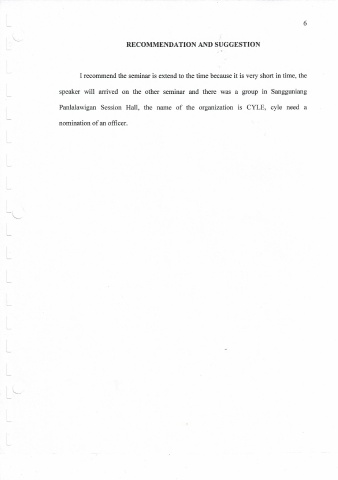 6
RECOMMENDATION AND SUGGESTION
I recommend the seminar is extend to the time because it is very short in time, the
speaker will arrived on the other seminar and there was a group in Sangguniang
Panlalawigan Session Hall, the name of the organization is CYLE, cyle need a
nomination of an officer.